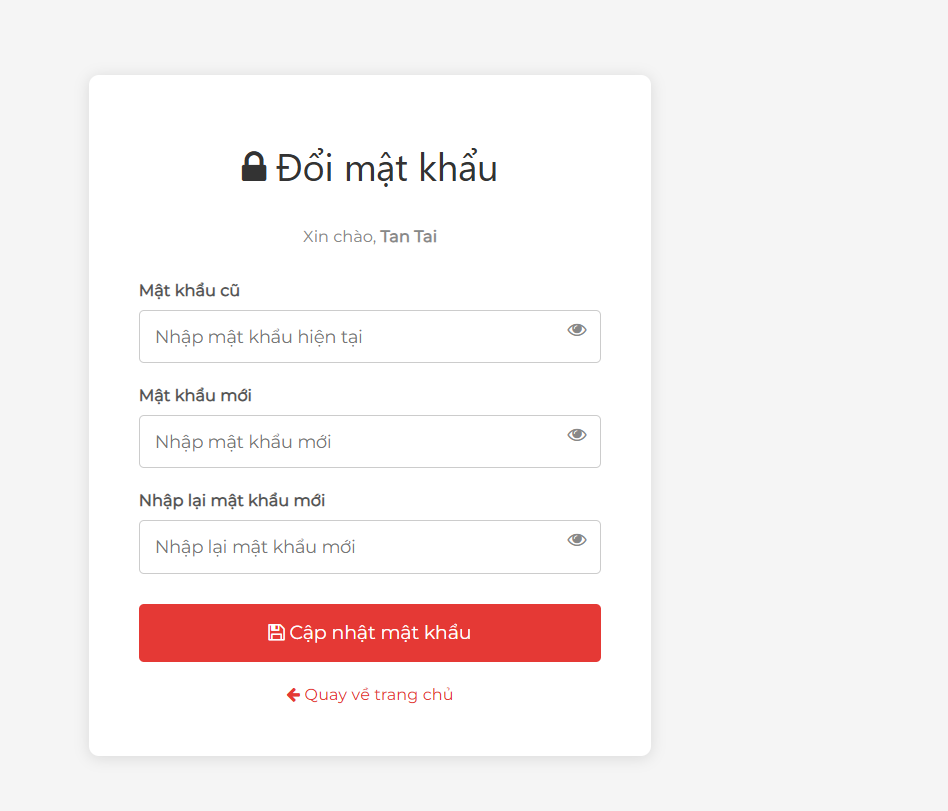 Đổi mật khẩu
Xin chào, Tan Tai
Mật khẩu cũ
Nhập mật khẩu hiện tại
Mật khẩu mới
Nhập mật khẩu mới
Nhập lại mật khẩu mới
Nhập lại mật khẩu mới
Cập nhật mật khẩu
Quay về trang chủ